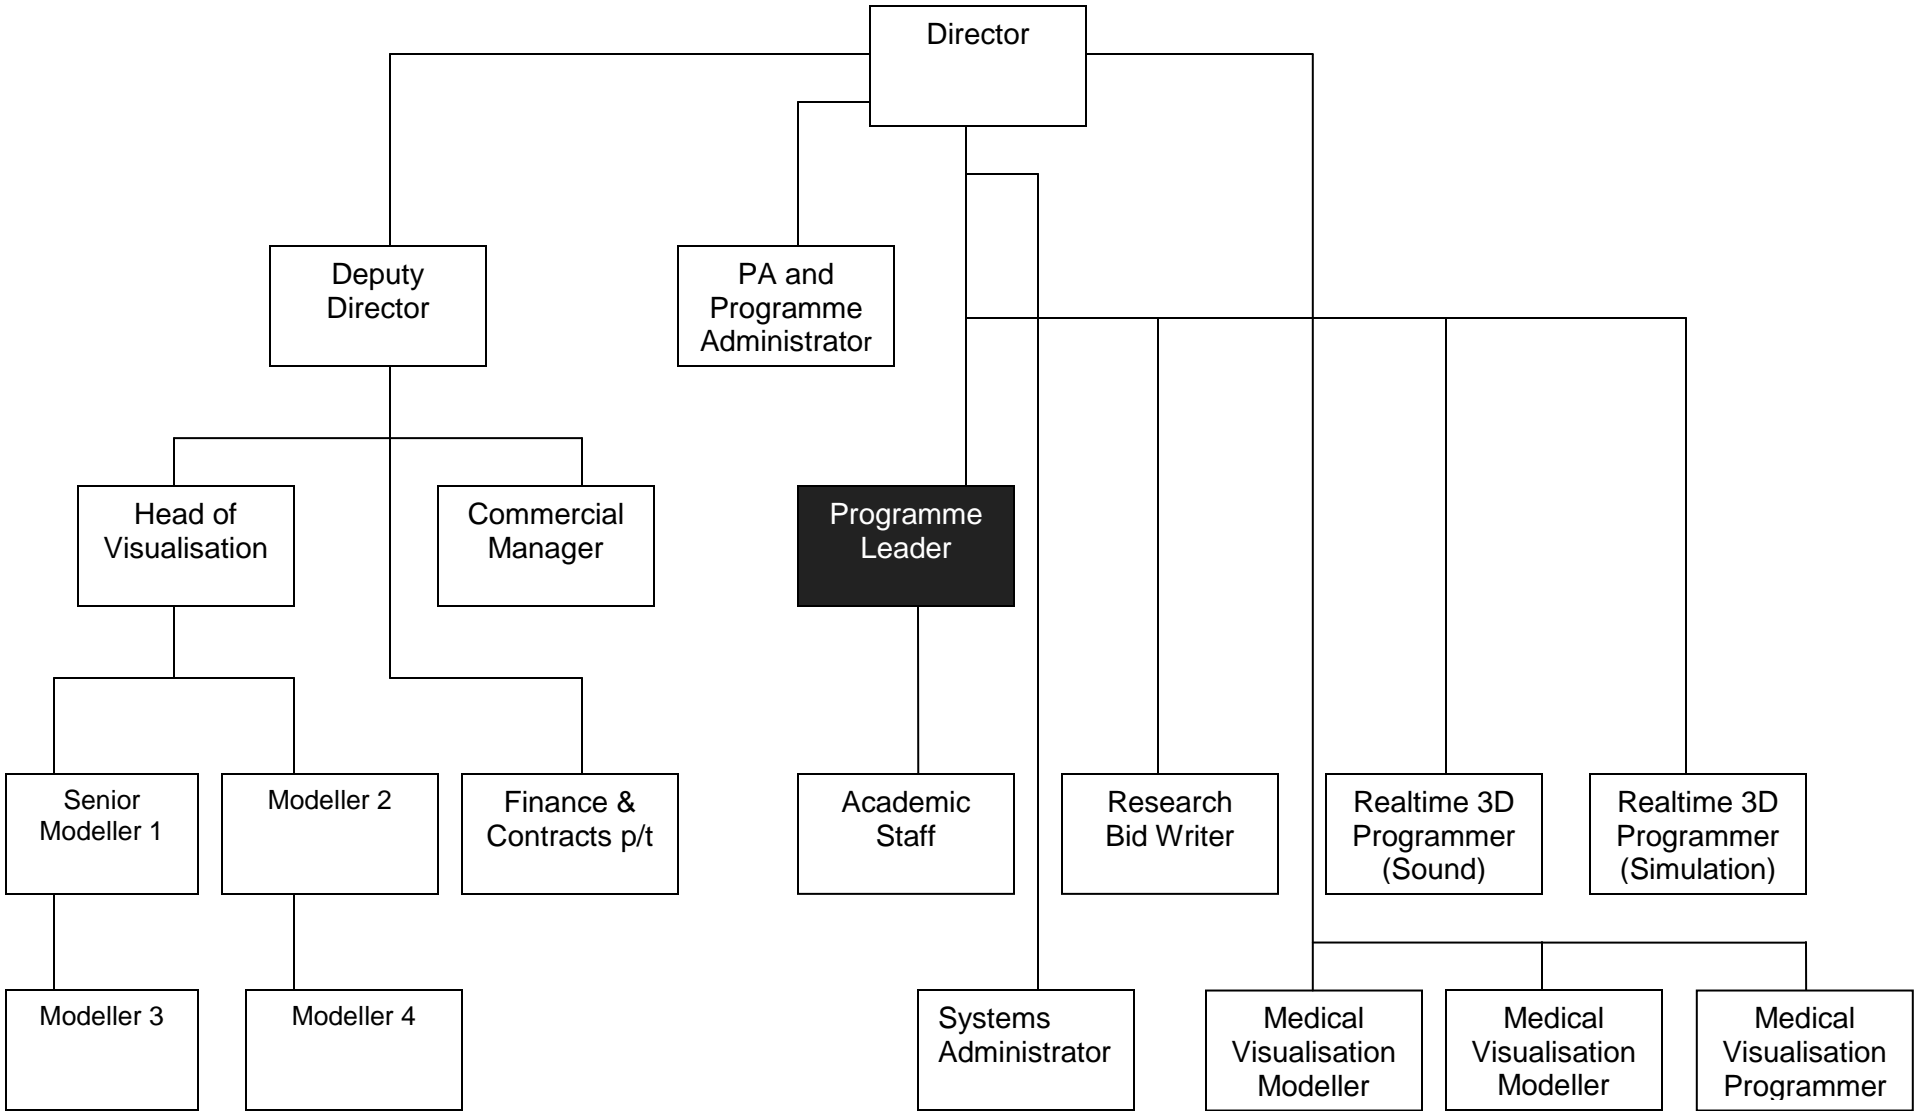 Director
Deputy
Director
PA and
Programme
Administrator
Head of
Visualisation
Commercial
Manager
Programme
Leader
Senior
Modeller 1
Modeller 2
Finance &
Contracts p/t
Academic
Staff
Research
Bid Writer
Realtime 3D
Programmer
(Sound)
Realtime 3D
Programmer
(Simulation)
Modeller 3
Modeller 4
Systems
Administrator
Medical
Visualisation
Modeller
Medical
Visualisation
Modeller
Medical
Visualisation
Programmer